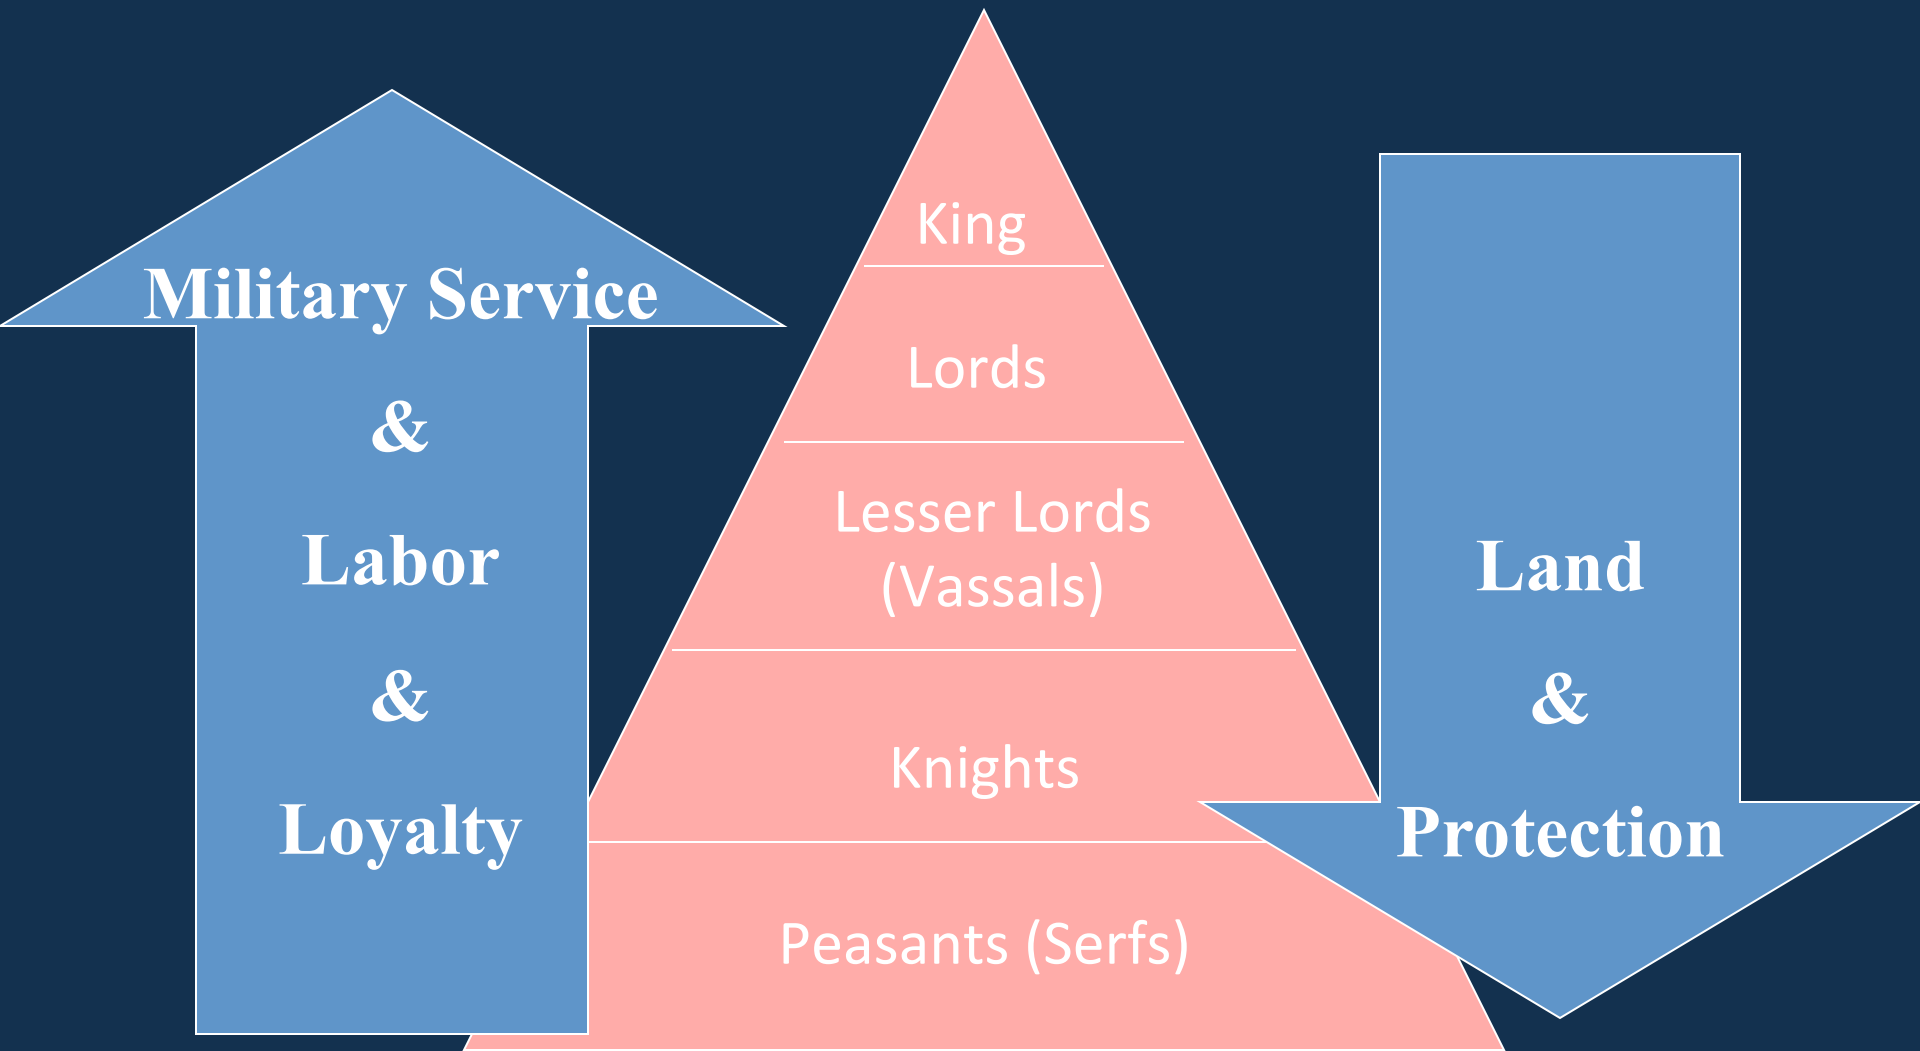 Military Service
&
Labor
&
Loyalty
King
Lords
Lesser Lords
(Vassals)
Knights
Peasants (Serfs)
Land
&
Protection